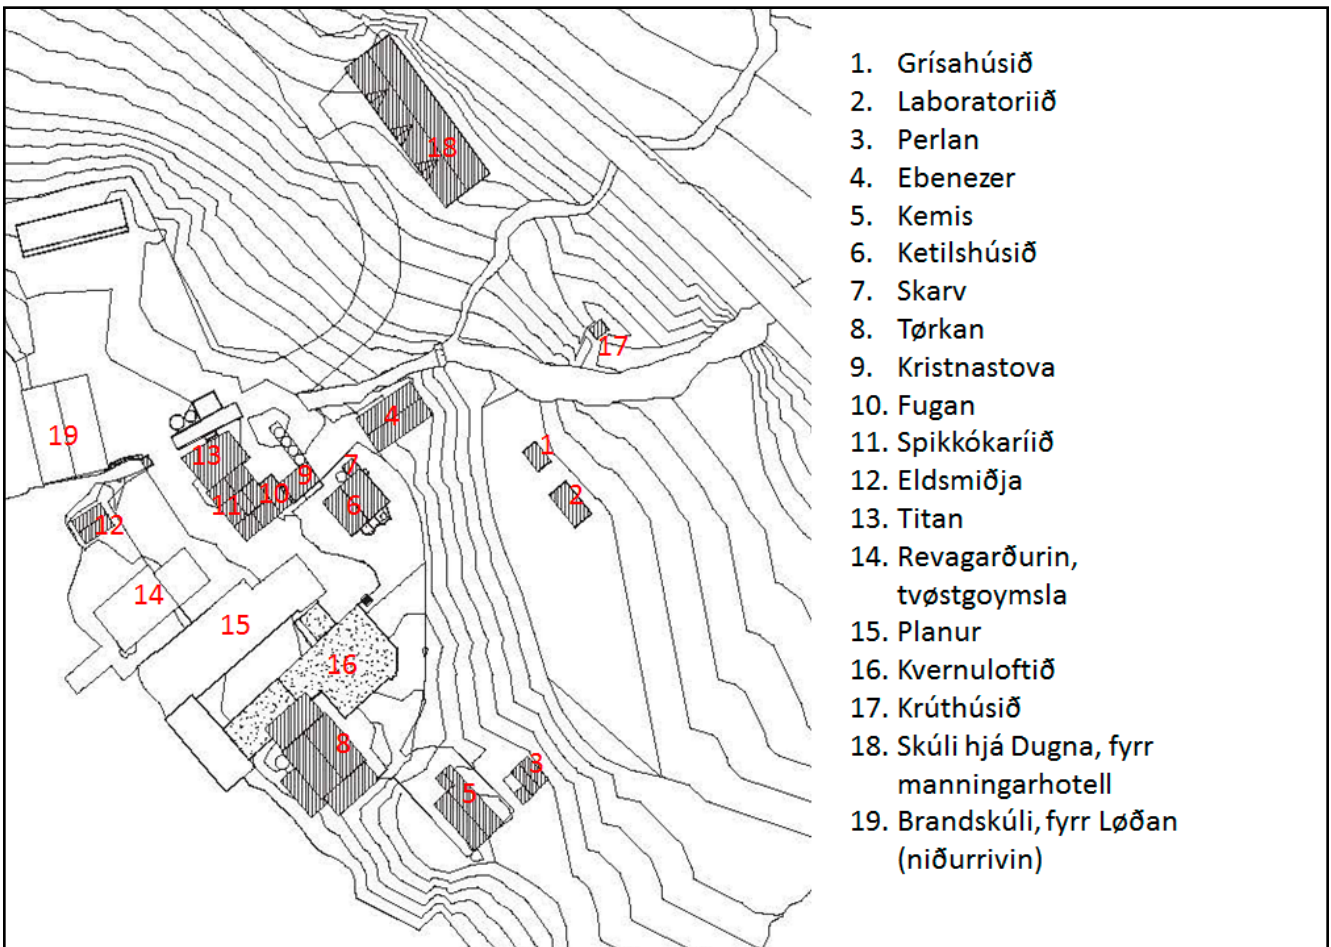 1. Grísahúsið
2. Laboratoriið
3. Perlan
4. Ebenezer
5. Kemis
6. Ketilshúsið
7. Skarv
8. Tørkan
9. Kristnastova
10. Fugan
11. Spikkókaríið
12. Eldsmiðja
13. Titan
14. Revagarðurin,
tvøstgoymsla
15. Planur
16. Kvernuloftið
17. Krúthúsið
18. Skúli hjá Dugna, fyrr
manningarhotell
19. Brandskúli, fyrr Løðan
(niðurrivin)
18
17
4
19
13
7
9
1
10
11
6
2
12
14
15
16
8
3
5